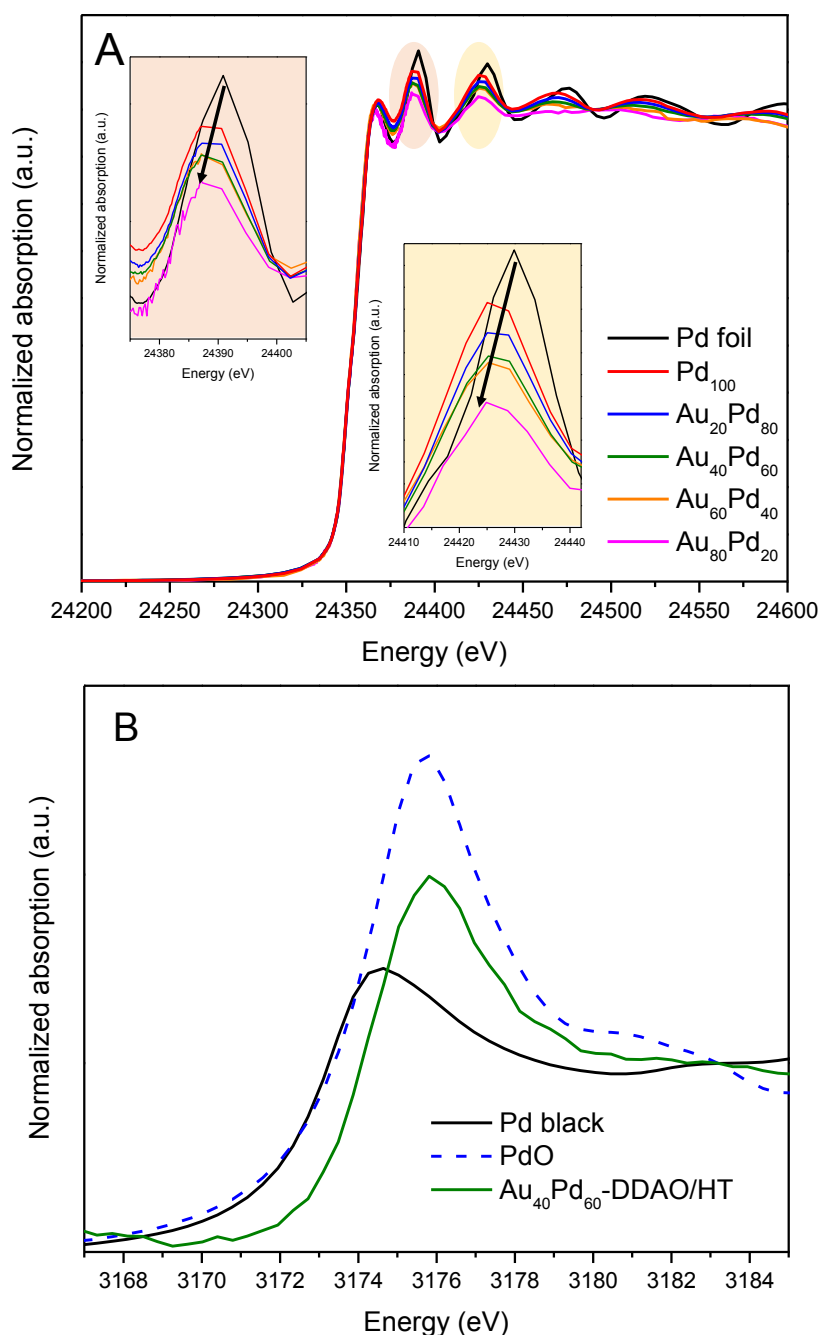 A
Normalized absorption (a.u.)
Normalized absorption (a.u.)
24380 24390 24400
Energy (eV)
Normalized absorption (a.u.)
24410 24420 24430 24440
Energy (eV)
Pd foil
Pd₁₀₀
Au₂₀Pd₈₀
Au₄₀Pd₆₀
Au₆₀Pd₄₀
Au₈₀Pd₂₀
24200 24250 24300 24350 24400 24450 24500 24550 24600
Energy (eV)
B
Normalized absorption (a.u.)
Pd black
PdO
Au₄₀Pd₆₀-DDAO/HT
3168 3170 3172 3174 3176 3178 3180 3182 3184
Energy (eV)